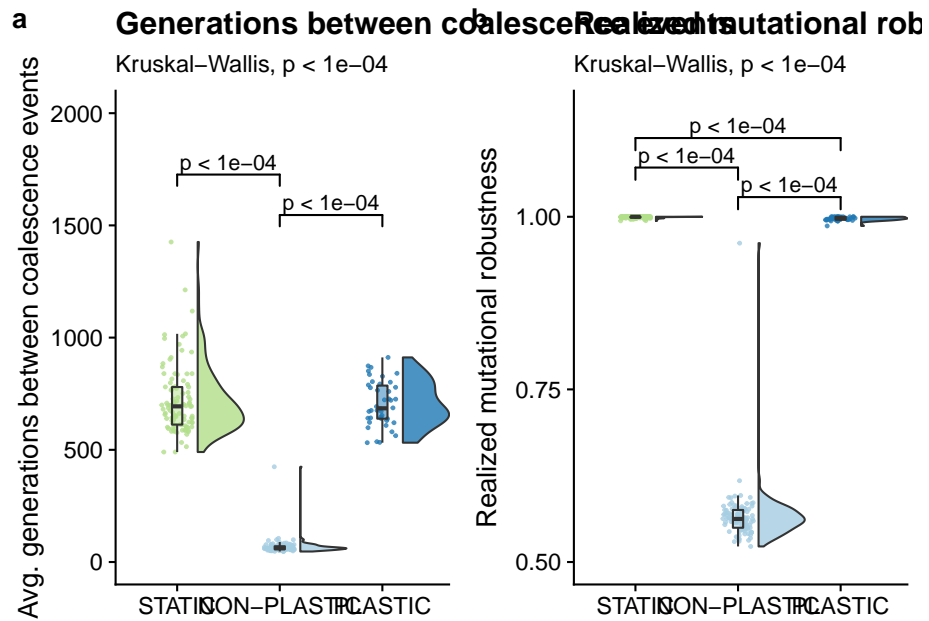 a
Generations between coalescence events
Kruskal−Wallis, p < 1e−04
Avg. generations between coalescence events
2000
1500
1000
500
0
p < 1e−04
p < 1e−04
STATIC
NON−PLASTIC
PLASTIC
b
Realized mutational rob
Kruskal−Wallis, p < 1e−04
Realized mutational robustness
1.00
0.75
0.50
p < 1e−04
p < 1e−04
p < 1e−04
STATIC
NON−PLASTIC
PLASTIC